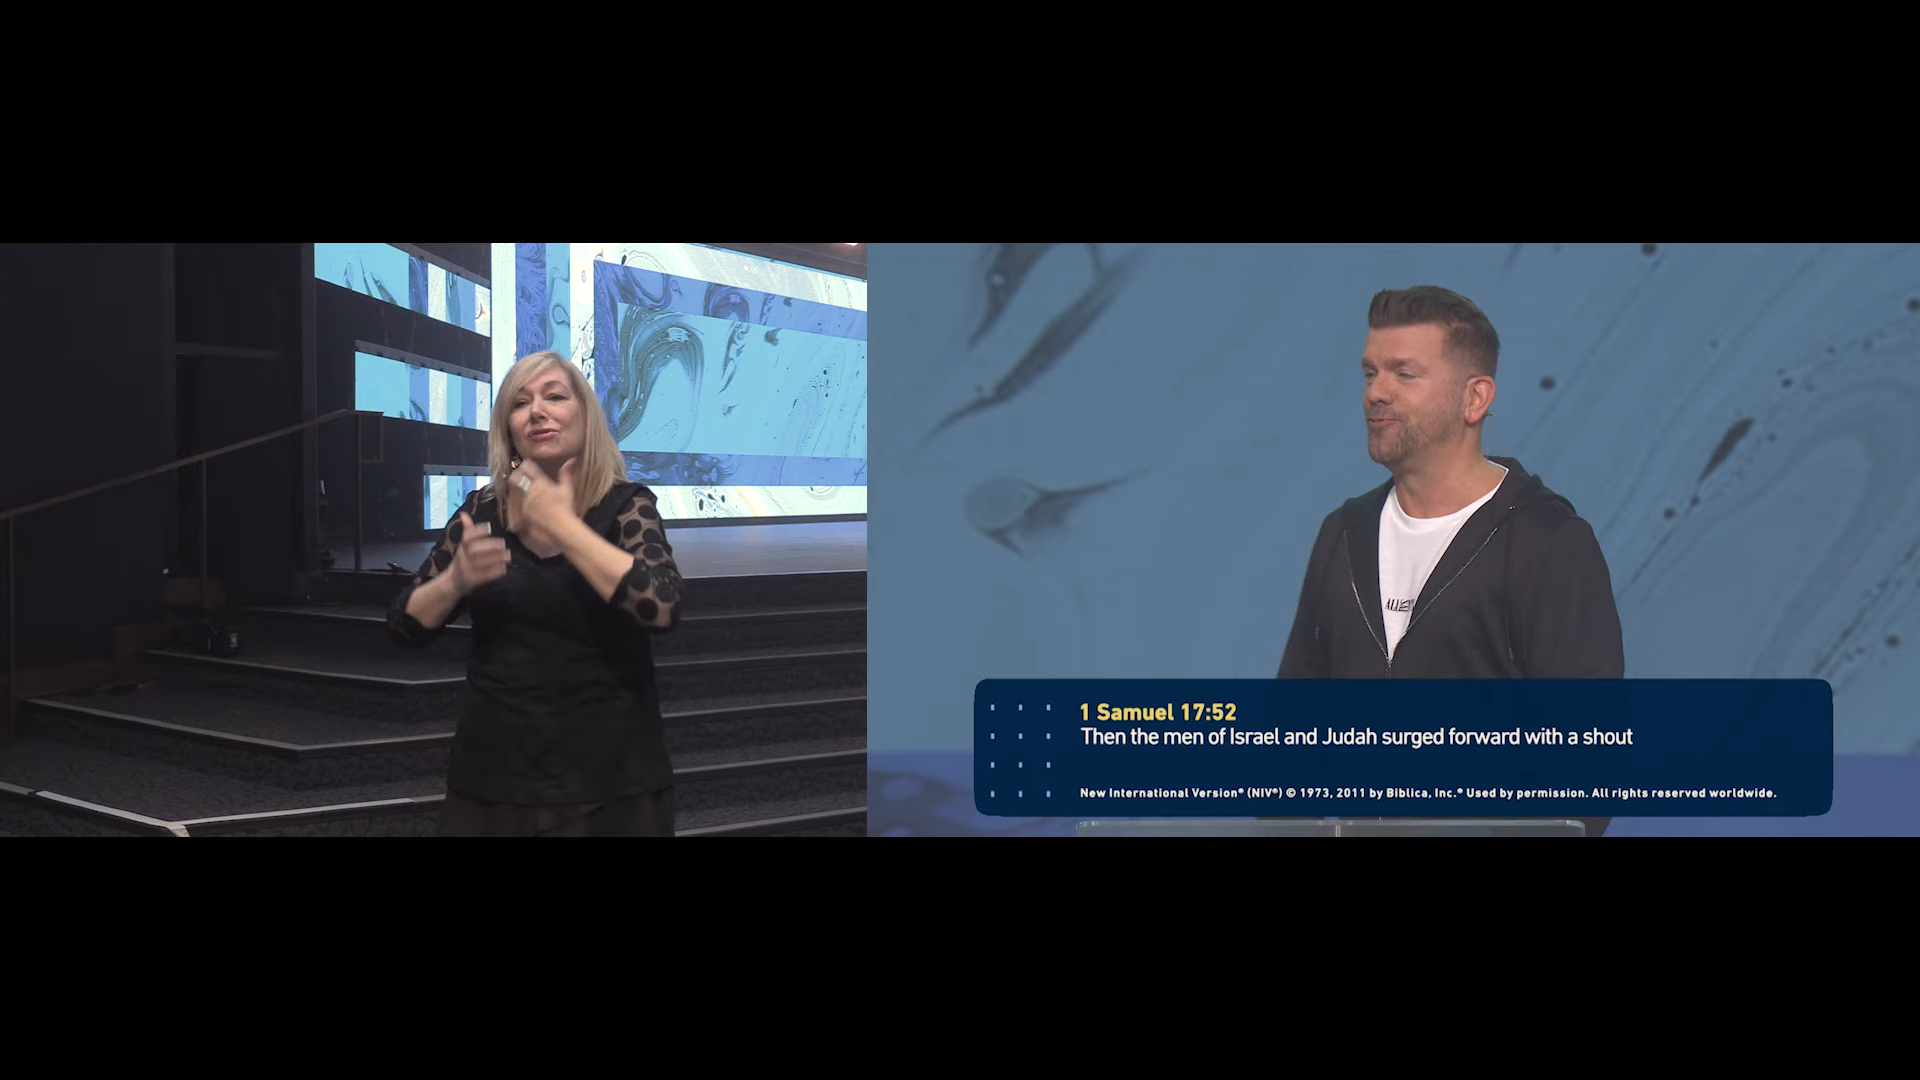 1 Samuel 17:52
Then the men of Israel and Judah surged forward with a shout
New International Version® (NIV®) © 1973, 2011 by Biblica, Inc.® Used by permission. All rights reserved worldwide.